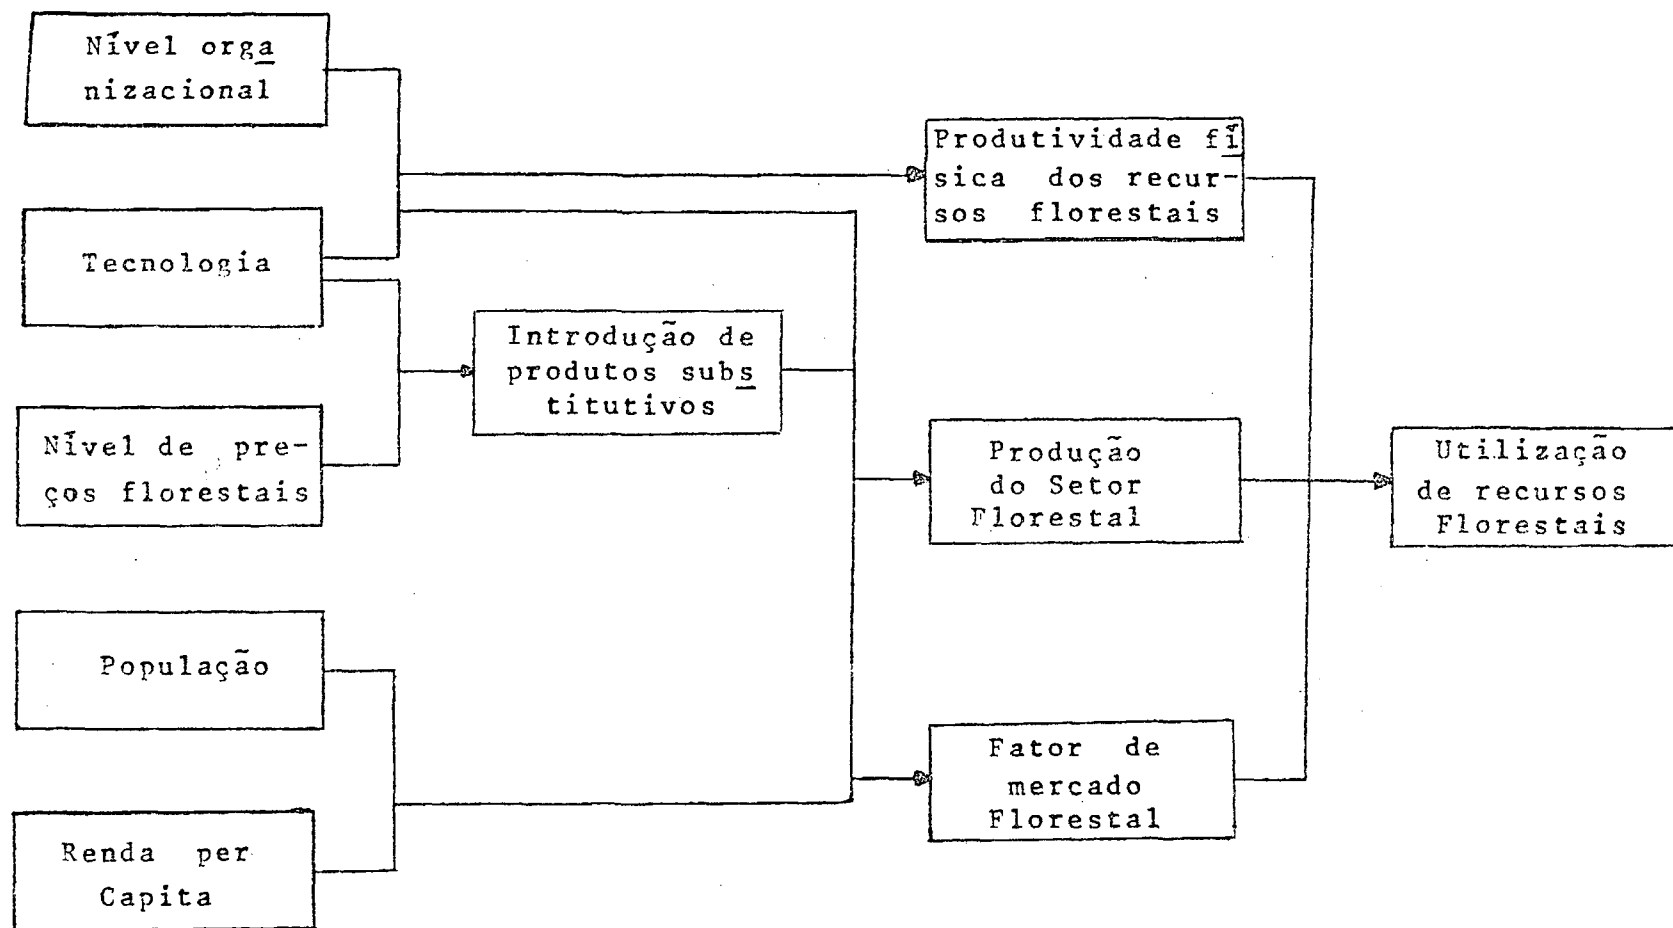 Nível orga
nizacional
Tecnologia
Nível de pre-
ços florestais
População
Renda per
Capita
Introdução de
produtos subs
titutivos
Produtividade fí
sica dos recur-
sos florestais
Produção
do Setor
Florestal
Fator de
mercado
Florestal
Utilização
de recursos
Florestais